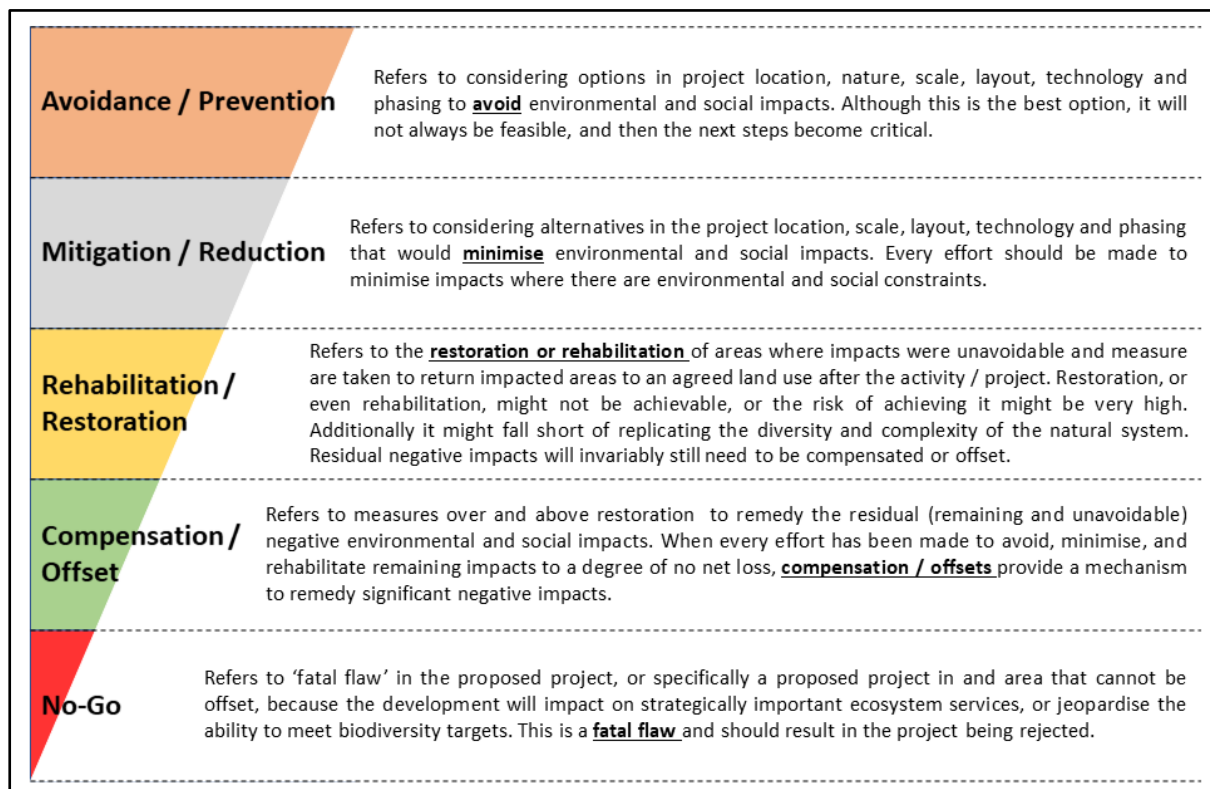 Avoidance / Prevention
Refers to considering options in project location, nature, scale, layout, technology and
phasing to avoid environmental and social impacts. Although this is the best option, it will
not always be feasible, and then the next steps become critical.
Mitigation / Reduction
Refers to considering alternatives in the project location, scale, layout, technology and phasing
that would minimise environmental and social impacts. Every effort should be made to
minimise impacts where there are environmental and social constraints.
Rehabilitation /
Restoration
Refers to the restoration or rehabilitation of areas where impacts were unavoidable and measure
are taken to return impacted areas to an agreed land use after the activity / project. Restoration, or
even rehabilitation, might not be achievable, or the risk of achieving it might be very high.
Additionally it might fall short of replicating the diversity and complexity of the natural system.
Residual negative impacts will invariably still need to be compensated or offset.
Compensation /
Offset
Refers to measures over and above restoration to remedy the residual (remaining and unavoidable)
negative environmental and social impacts. When every effort has been made to avoid, minimise, and
rehabilitate remaining impacts to a degree of no net loss, compensation / offsets provide a mechanism
to remedy significant negative impacts.
No-Go
Refers to ‘fatal flaw’ in the proposed project, or specifically a proposed project in and area that cannot be
offset, because the development will impact on strategically important ecosystem services, or jeopardise the
ability to meet biodiversity targets. This is a fatal flaw and should result in the project being rejected.